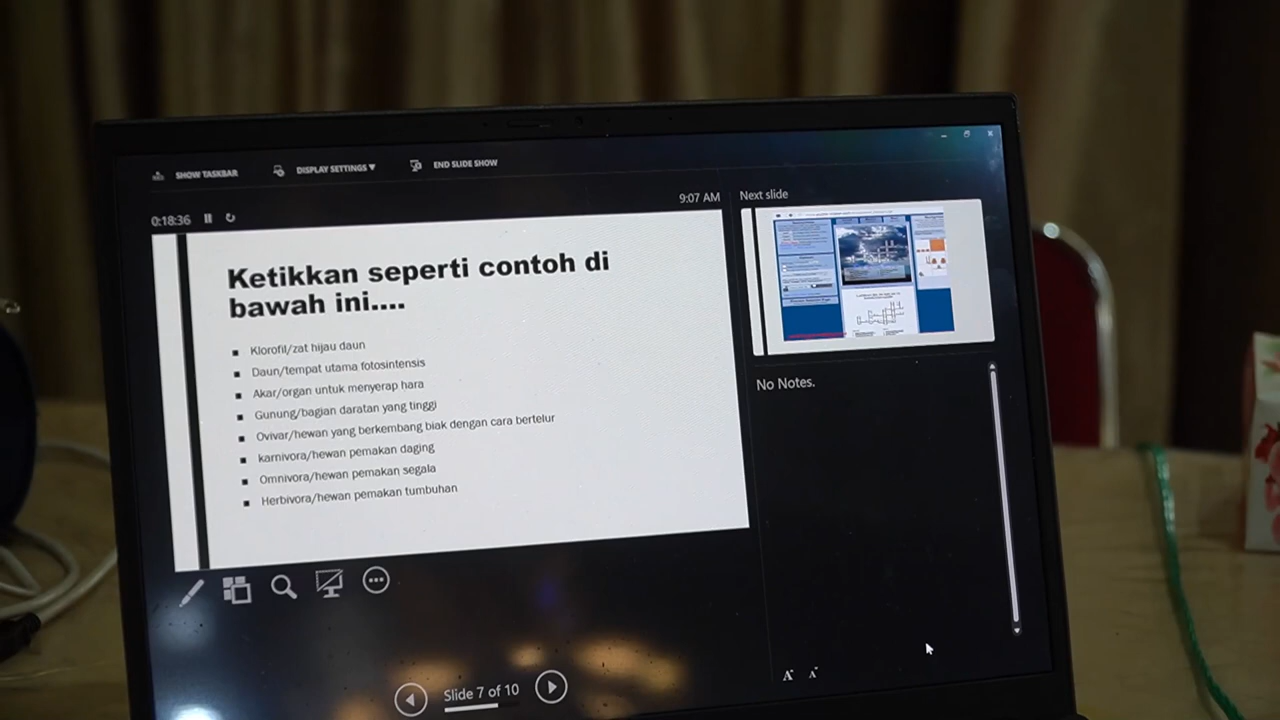 SHOW TASKBAR
DISPLAY SETTINGS ▼
END SLIDE SHOW
0:18:36
9:07 AM
Ketikkan seperti contoh di
bawah ini....
Klorofil/zat hijau daun
Daun/tempat utama fotosintensis
Akar/organ untuk menyerap hara
Gunung/bagian daratan yang tinggi
Ovivar/hewan yang berkembang biak dengan cara bertelur
karnivora/hewan pemakan daging
Omnivora/hewan pemakan segala
Herbivora/hewan pemakan tumbuhan
Slide 7 of 10
Next slide
No Notes.
A A